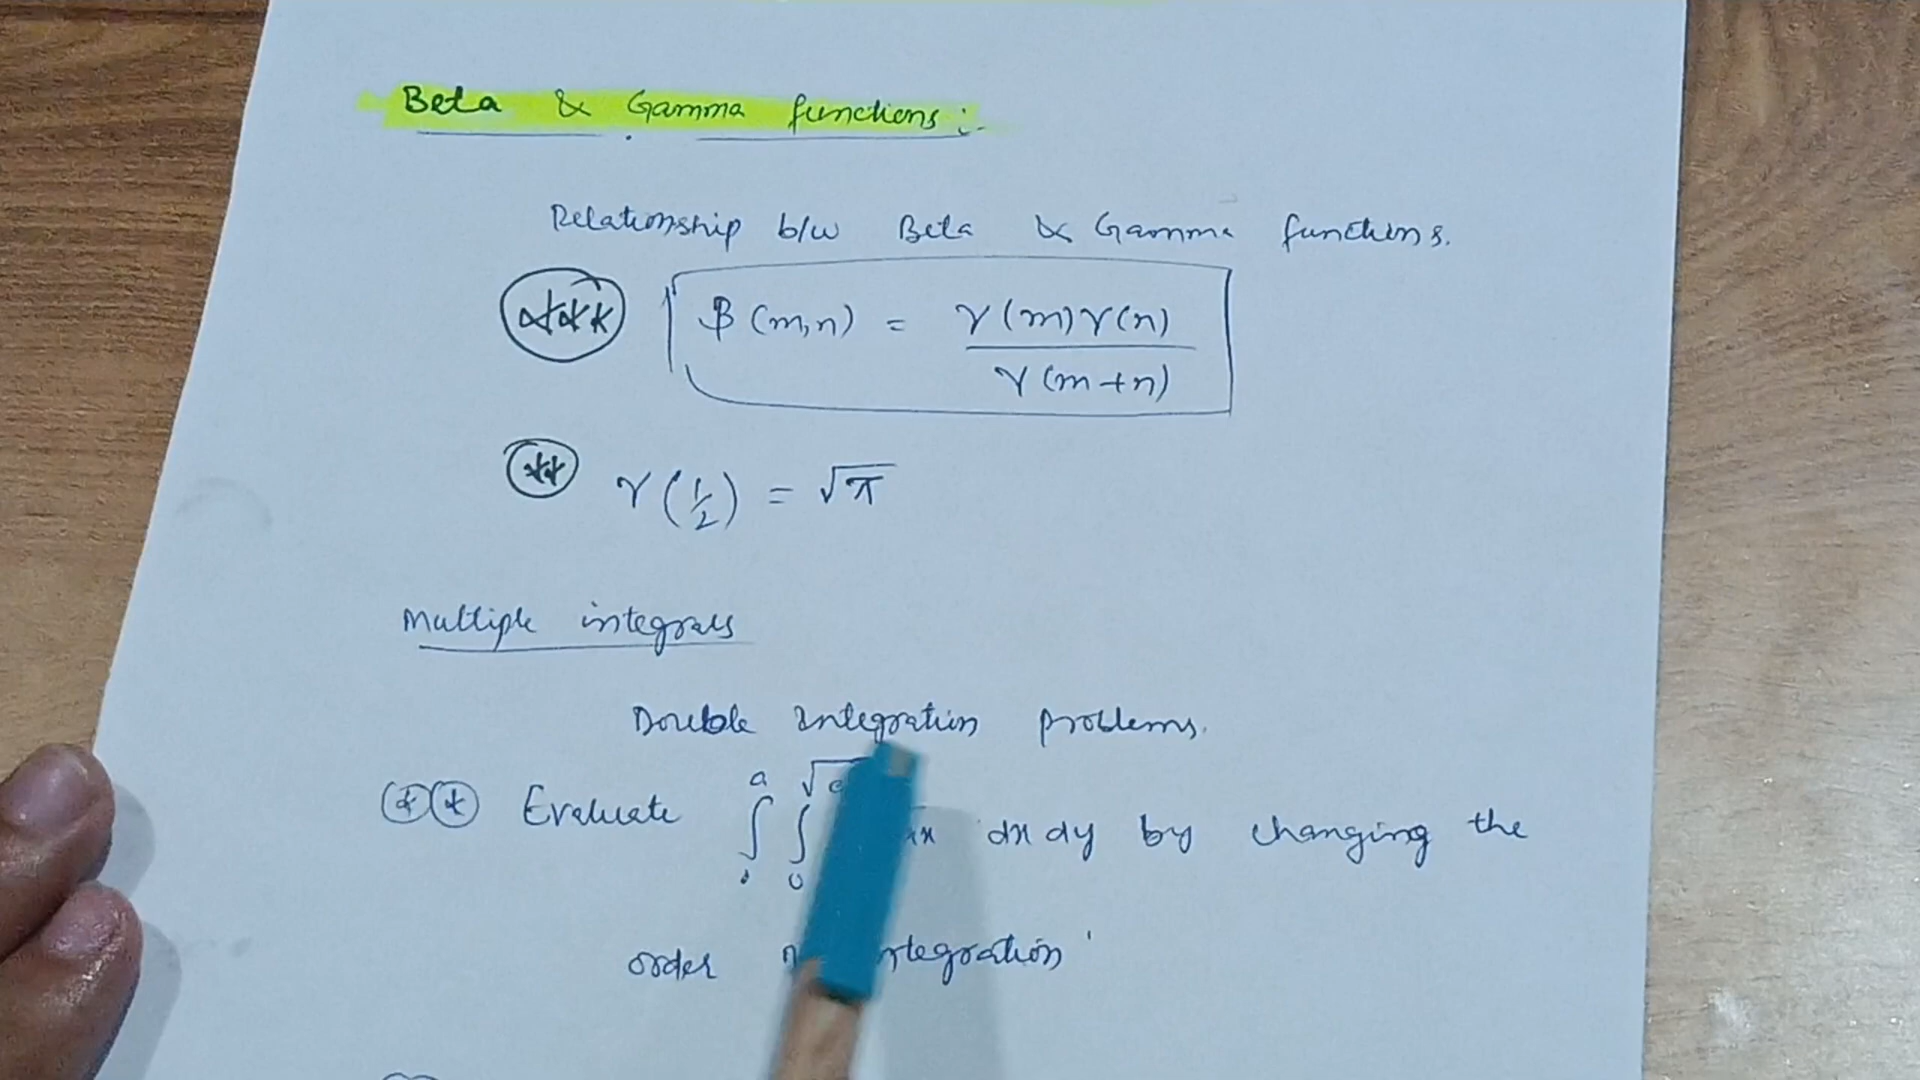 Beta & Gamma functions:-
Relationship b/w Beta & Gamma functions.
*** β(m,n) = γ(m)γ(n) / γ(m+n)
** γ(1/2) = √π
Multiple integrals
Double integration problems.
** Evaluate ∫ ∫ dx dy by changing the
order integration